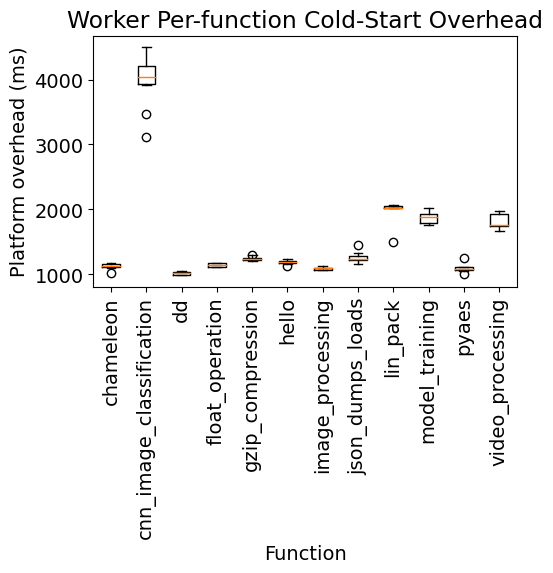 Worker Per-function Cold-Start Overhead
Platform overhead (ms)
4000
3000
2000
1000
chameleon
cnn_image_classification
dd
float_operation
gzip_compression
hello
image_processing
json_dumps_loads
lin_pack
model_training
pyaes
video_processing
Function